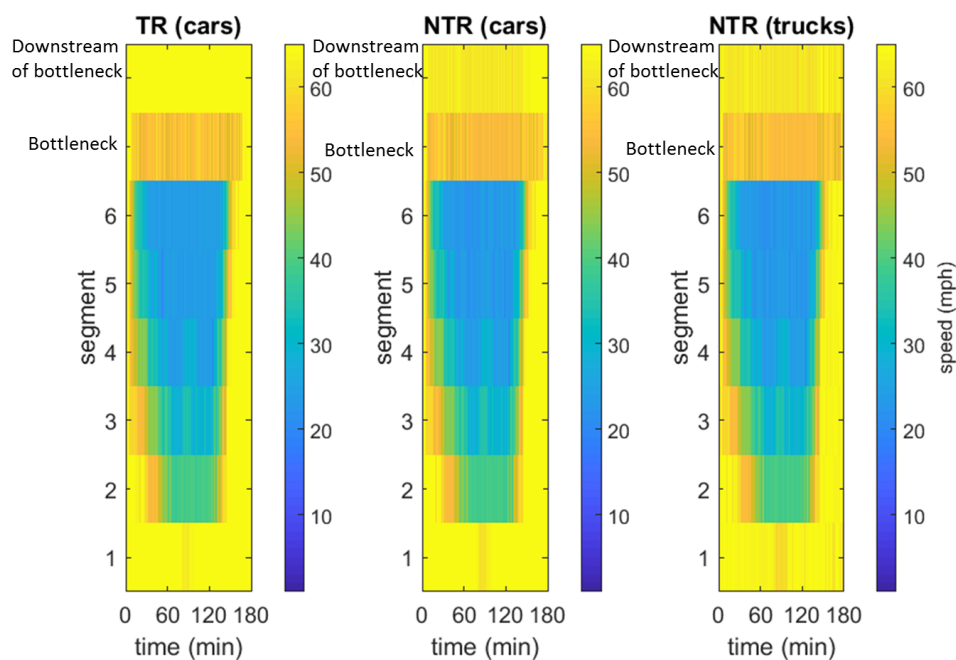 TR (cars)
NTR (cars)
NTR (trucks)
Downstream
of bottleneck
Bottleneck
segment
6
5
4
3
2
1
0
60
120
180
time (min)
60
50
40
30
20
10
Downstream
of bottleneck
Bottleneck
segment
6
5
4
3
2
1
0
60
120
180
time (min)
60
50
40
30
20
10
Downstream
of bottleneck
Bottleneck
segment
6
5
4
3
2
1
0
60
120
180
time (min)
60
50
40
30
20
10
speed (mph)